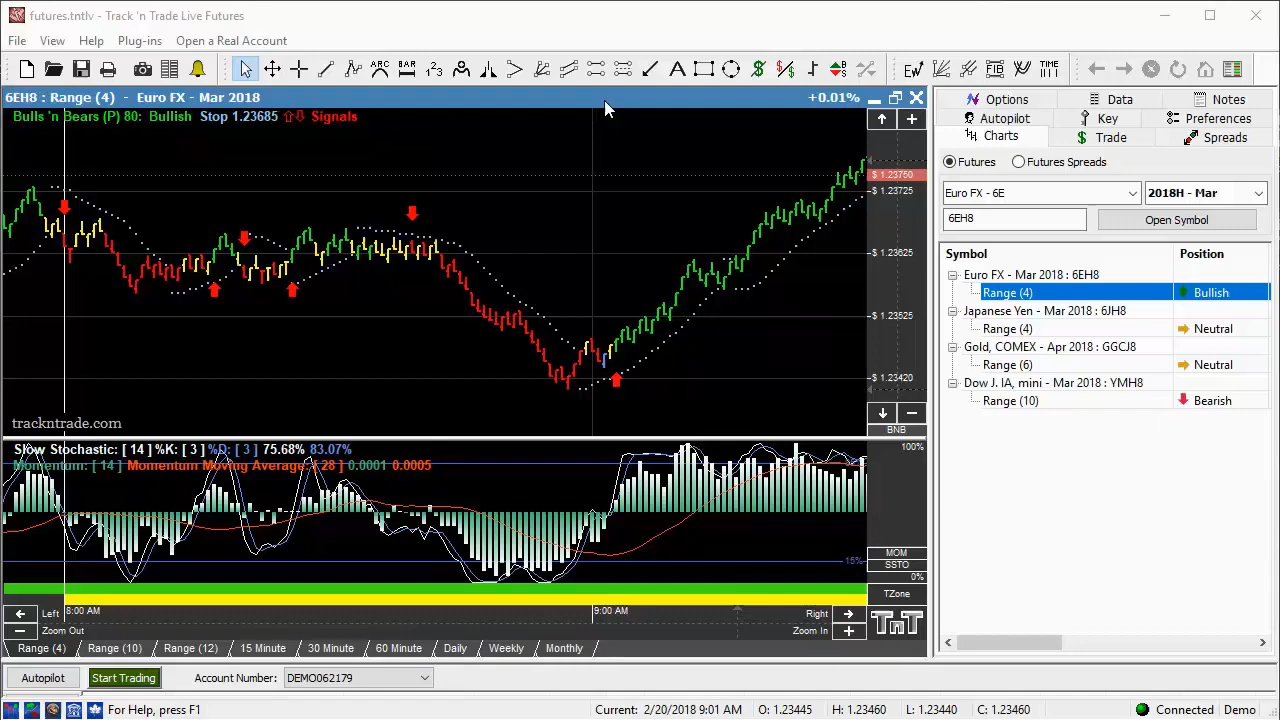 futures.tntlv - Track 'n Trade Live Futures
File View Help Plug-ins Open a Real Account
ARC BAR TIME
6EH8 : Range (4) - Euro FX - Mar 2018 +0.01%
Bulls 'n Bears (P) 80: Bullish Stop 1.23685 Signals
$ 1.23750
$ 1.23725
$ 1.23625
$ 1.23525
$ 1.23420
tracktntrade.com
BNB
Slow Stochastic: [ 14 ] %K: [ 3 ] %D: [ 3 ] 75.68% 83.07%
Momentum: [ 14 ] Momentum Moving Average: [ 28 ] 0.0001 0.0005
100%
15%
MOM
SSTO
0%
TZone
Left 8:00 AM 9:00 AM Right
Zoom Out Zoom In
TnT
Range (4) Range (10) Range (12) 15 Minute 30 Minute 60 Minute Daily Weekly Monthly
Options Data Notes
Autopilot Key Preferences
Charts $ Trade Spreads
Futures Futures Spreads
Euro FX - 6E 2018H - Mar
6EH8 Open Symbol
Symbol Position
Euro FX - Mar 2018 : 6EH8
Range (4) Bullish
Japanese Yen - Mar 2018 : 6JH8
Range (4) Neutral
Gold, COMEX - Apr 2018 : GGCJ8
Range (6) Neutral
Dow J. IA, mini - Mar 2018 : YMH8
Range (10) Bearish
Autopilot Start Trading Account Number: DEMO062179
For Help, press F1 Current: 2/20/2018 9:01 AM O: 1.23445 H: 1.23460 L: 1.23440 C: 1.23460 Connected Demo